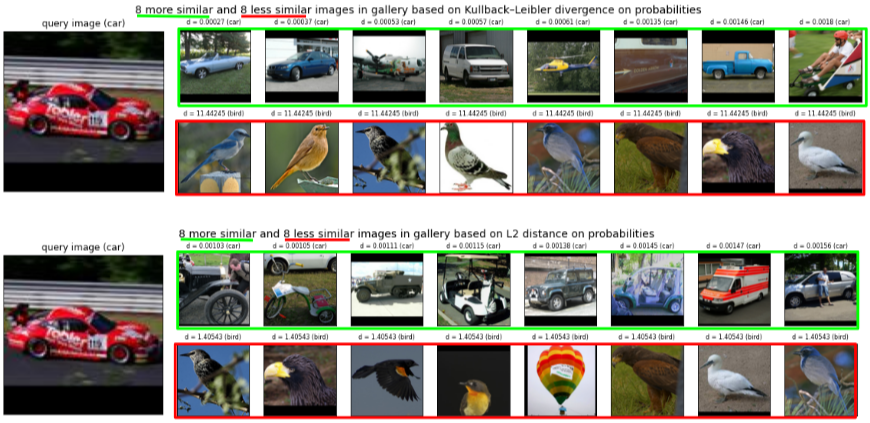 8 more similar and 8 less similar images in gallery based on Kullback–Leibler divergence on probabilities
query image (car)
d = 0.00027 (car) d = 0.00037 (car) d = 0.00053 (car) d = 0.00057 (car) d = 0.00061 (car) d = 0.00135 (car) d = 0.00146 (car) d = 0.0018 (car)
d = 11.44245 (bird) d = 11.44245 (bird) d = 11.44245 (bird) d = 11.44245 (bird) d = 11.44245 (bird) d = 11.44245 (bird) d = 11.44245 (bird) d = 11.44245 (bird)
8 more similar and 8 less similar images in gallery based on L2 distance on probabilities
query image (car)
d = 0.00103 (car) d = 0.00105 (car) d = 0.00111 (car) d = 0.00115 (car) d = 0.00138 (car) d = 0.00145 (car) d = 0.00147 (car) d = 0.00156 (car)
d = 1.40543 (bird) d = 1.40543 (bird) d = 1.40543 (bird) d = 1.40543 (bird) d = 1.40543 (bird) d = 1.40543 (bird) d = 1.40543 (bird) d = 1.40543 (bird)